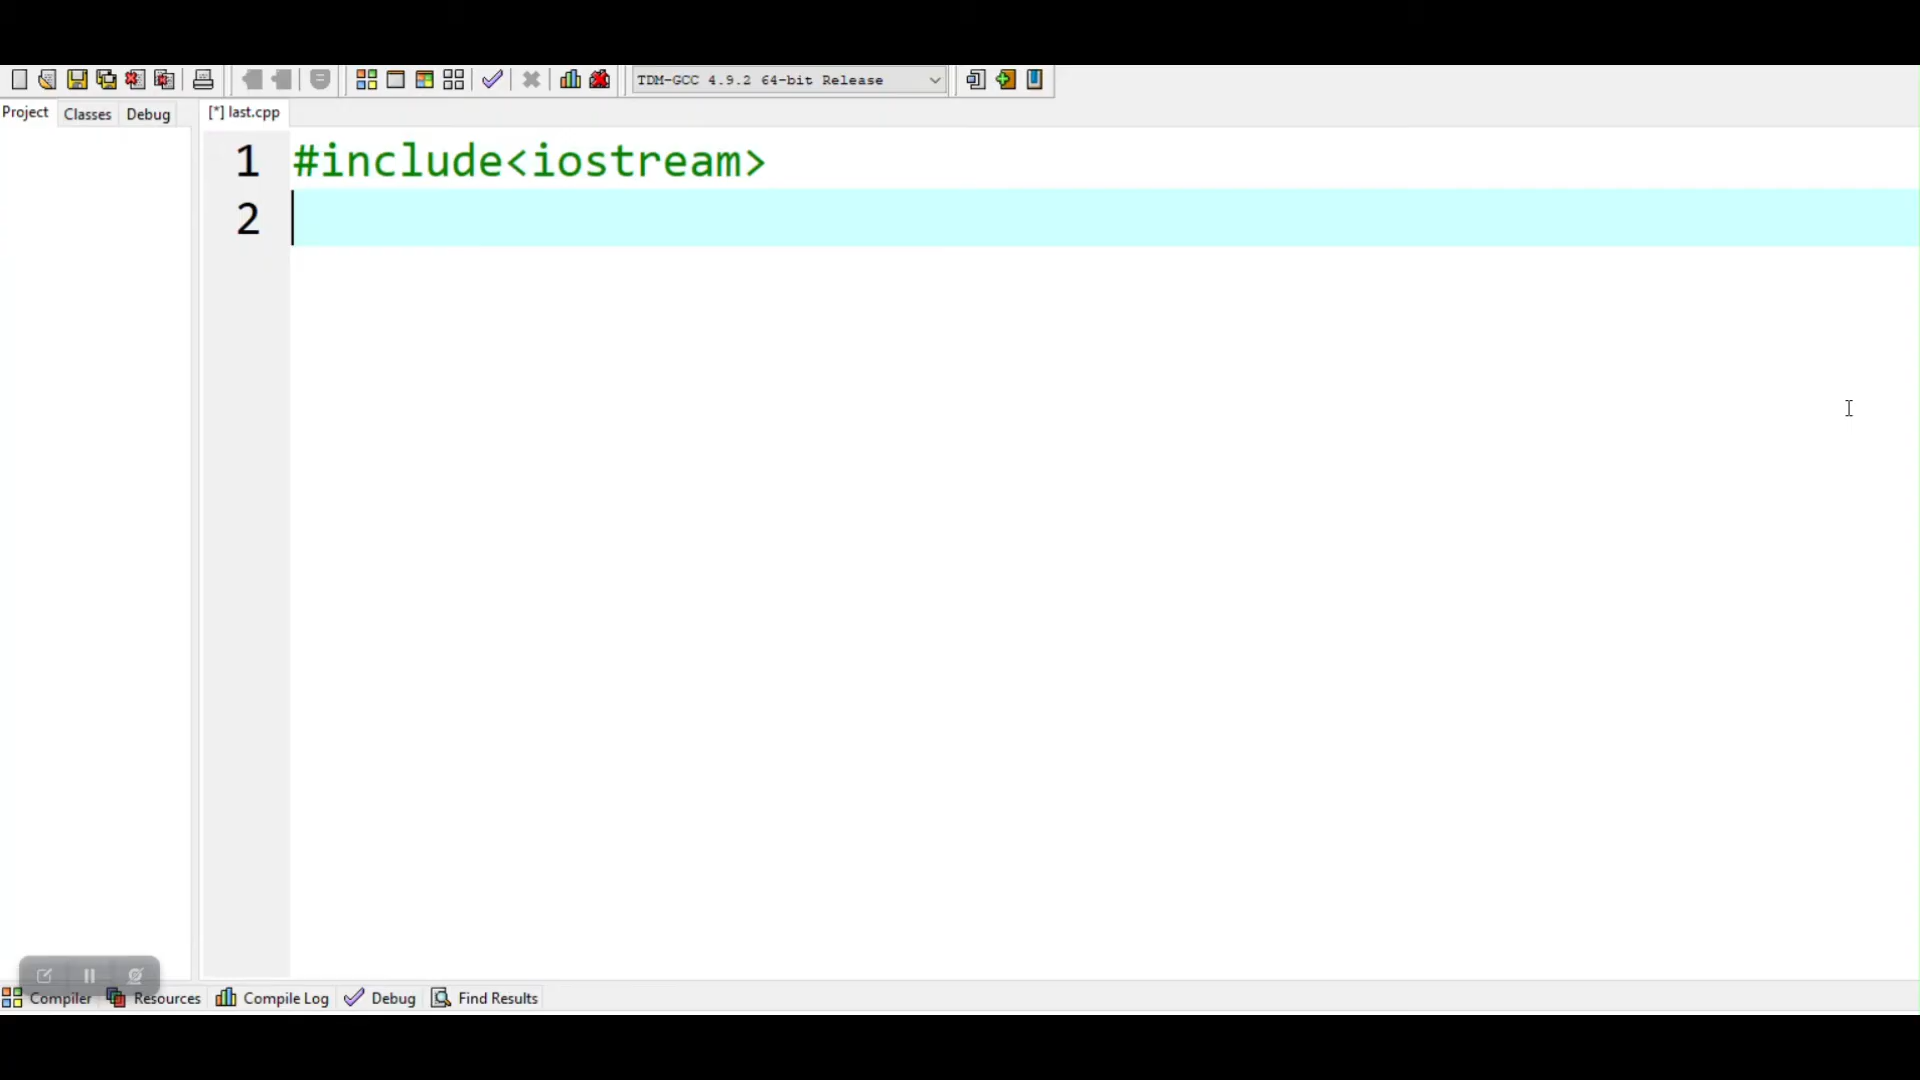 TDM-GCC 4.9.2 64-bit Release
Project Classes Debug [*] last.cpp
1 #include<iostream>
2
Compiler Resources Compile Log Debug Find Results